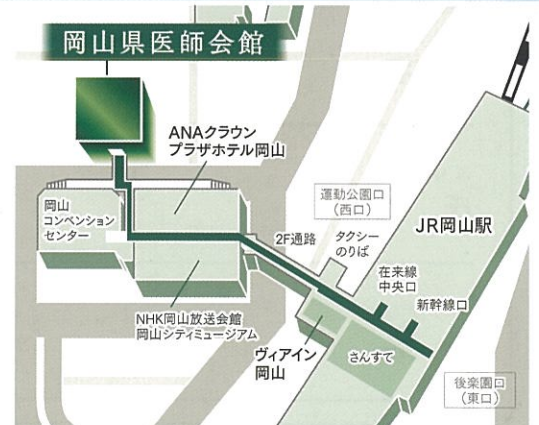 岡山県医師会館
ANAクラウン
プラザホテル岡山
岡山
コンベンション
センター
運動公園口
(西口)
JR岡山駅
2F通路
タクシー
のりば
在来線
中央口
新幹線口
NHK岡山放送会館
岡山シティミュージアム
ヴィアイン
岡山
さんすて
後楽園口
(東口)